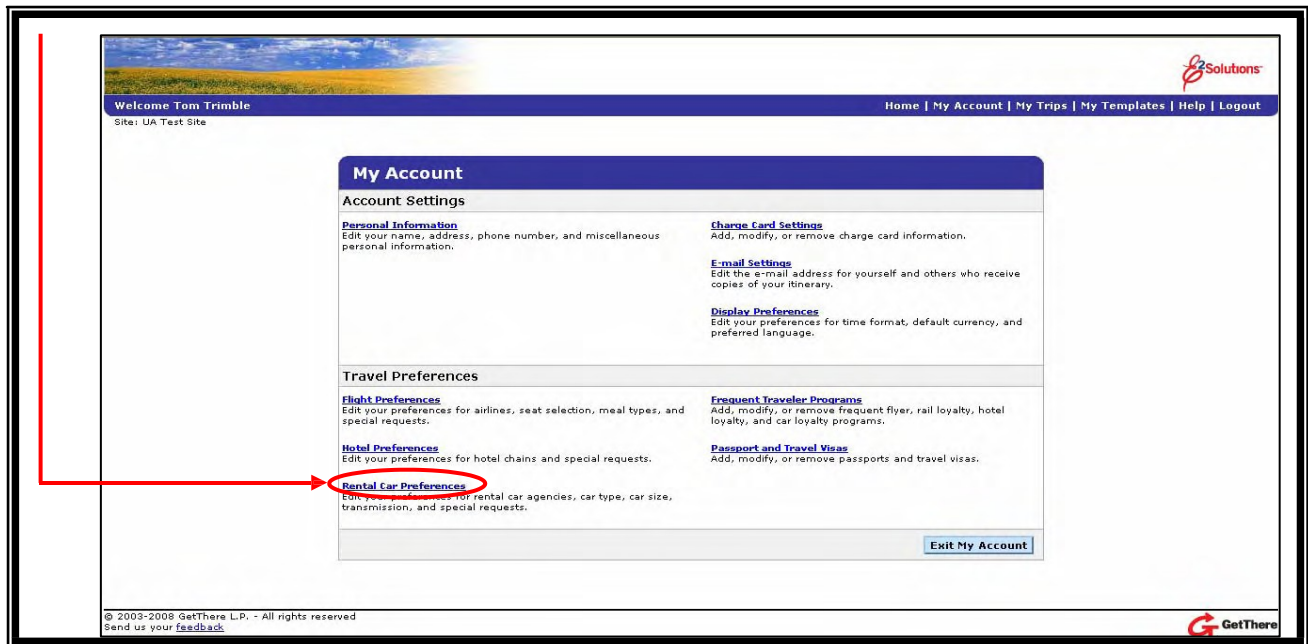 E2Solutions
Welcome Tom Trimble
Home | My Account | My Trips | My Templates | Help | Logout
Site: UA Test Site
My Account
Account Settings
Personal Information
Edit your name, address, phone number, and miscellaneous
personal information.
Charge Card Settings
Add, modify, or remove charge card information.
E-mail Settings
Edit the e-mail address for yourself and others who receive
copies of your itinerary.
Display Preferences
Edit your preferences for time format, default currency, and
preferred language.
Travel Preferences
Flight Preferences
Edit your preferences for airlines, seat selection, meal types, and
special requests.
Hotel Preferences
Edit your preferences for hotel chains and special requests.
Rental Car Preferences
Edit your preferences for rental car agencies, car type, car size,
transmission, and special requests.
Frequent Traveler Programs
Add, modify, or remove frequent flyer, rail loyalty, hotel
loyalty, and car loyalty programs.
Passport and Travel Visas
Add, modify, or remove passports and travel visas.
Exit My Account
© 2003-2008 GetThere L.P. - All rights reserved
Send us your feedback
GetThere